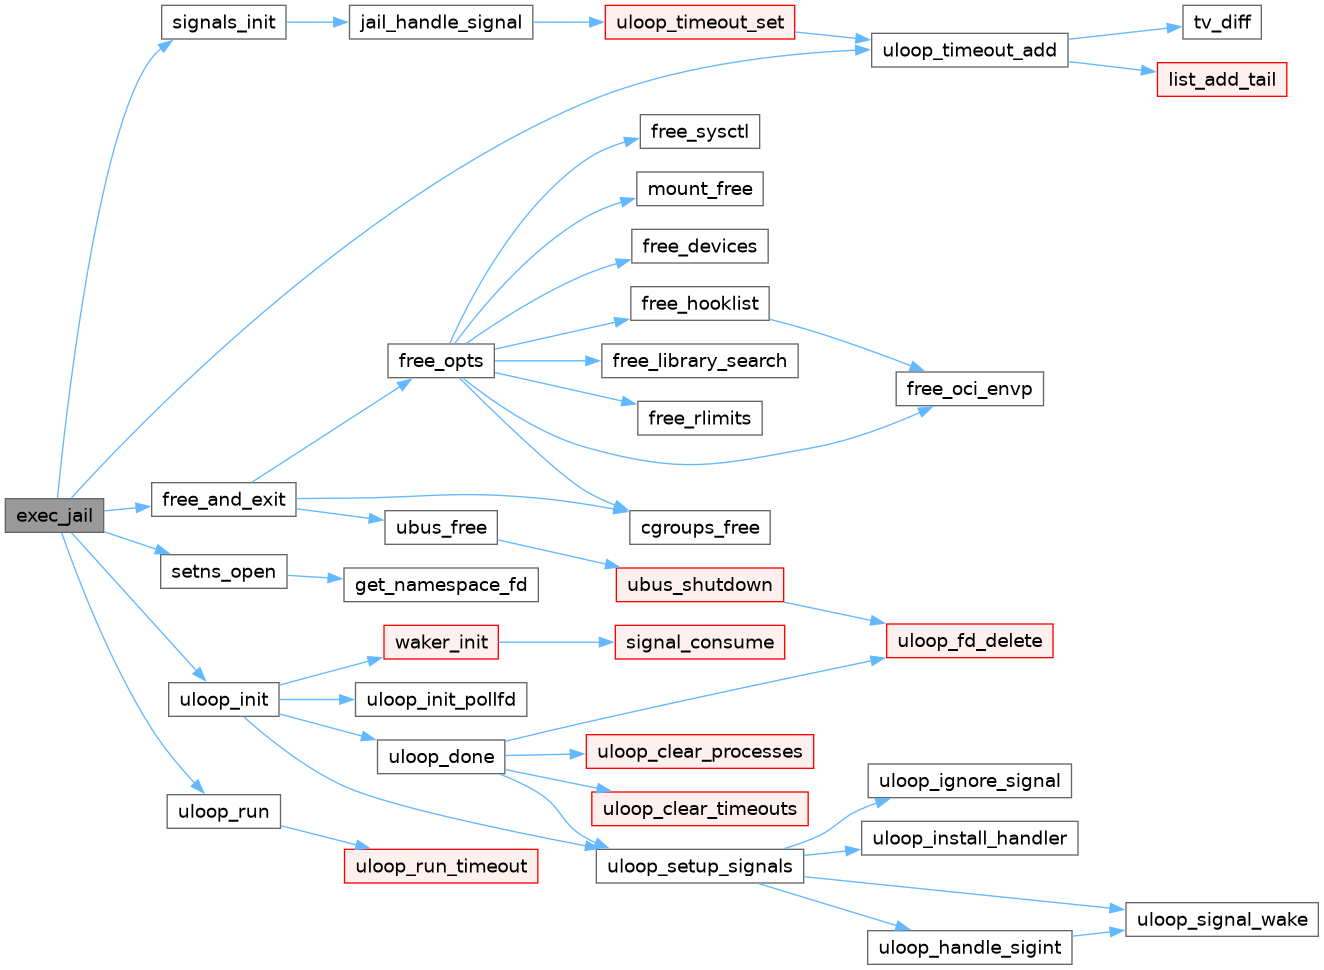 signals_init
jail_handle_signal
uloop_timeout_set
uloop_timeout_add
tv_diff
list_add_tail
free_sysctl
mount_free
free_devices
free_hooklist
free_opts
free_library_search
free_oci_envp
free_rlimits
exec_jail
free_and_exit
ubus_free
cgroups_free
setns_open
get_namespace_fd
ubus_shutdown
waker_init
signal_consume
uloop_fd_delete
uloop_init
uloop_init_pollfd
uloop_done
uloop_clear_processes
uloop_ignore_signal
uloop_run
uloop_clear_timeouts
uloop_install_handler
uloop_run_timeout
uloop_setup_signals
uloop_signal_wake
uloop_handle_sigint